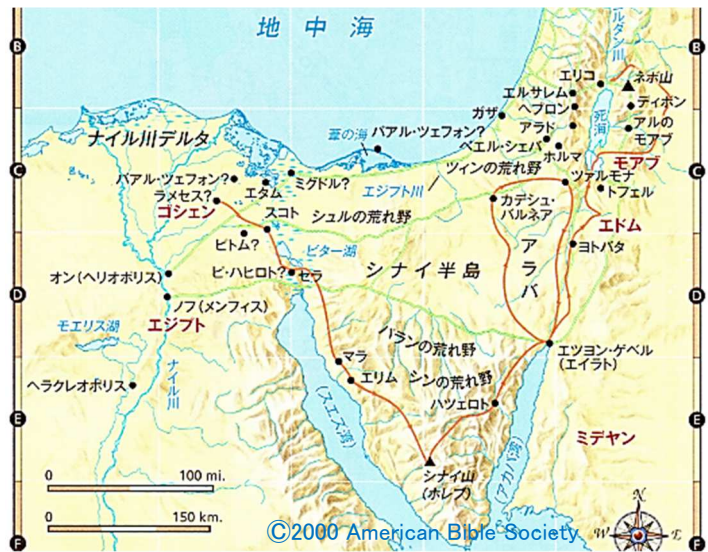 地中海
B
B
ルダン川
エリコ
ネボ山
エルサレム
ガザ
ヘブロン
死海
ディボン
ナイル川デルタ
葦の海
バアル・ツェフォン?
アラド
アルの
モアブ
ベエル・シェバ
ホルマ
モアブ
C
C
バアル・ツェフォン?
ミグドル?
ツィンの荒れ野
ツァルモナ
ラメセス?
エタム
エジプト川
トフェル
ゴシェン
スコト
シュルの荒れ野
カデシュ・
バルネア
エドム
ピトム?
ビター湖
アラバ
ヨトバタ
オン(ヘリオポリス)
ピ・ハヒロト?
セラ
シナイ半島
D
D
ノフ(メンフィス)
エジプト
モエリス湖
パランの荒れ野
マラ
エツヨン・ゲベル
(エイラト)
ナイル川
エリム
シンの荒れ野
ヘラクレオポリス
ハツェロト
E
E
(スエズ湾)
(アカバ湾)
ミデヤン
シナイ山
(ホレブ)
0
100 mi.
0
150 km.
N
W
E
F
F
©2000 American Bible Society